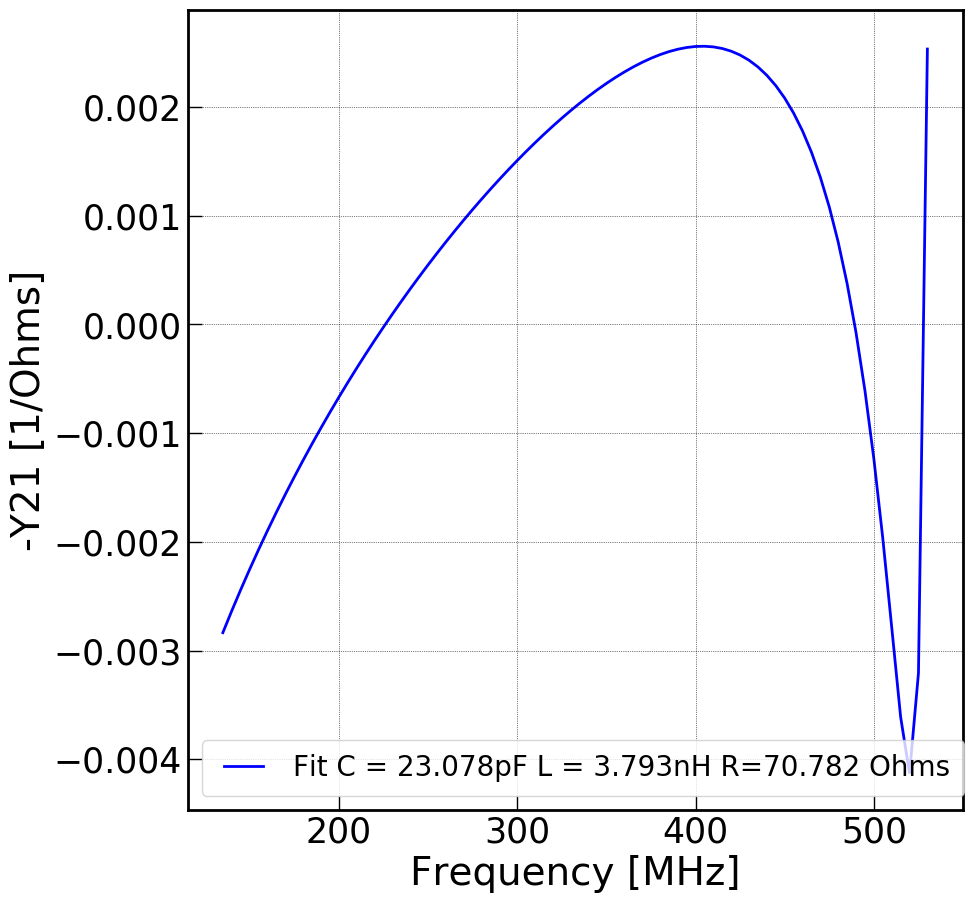 -Y21 [1/Ohms]
0.002
0.001
0.000
−0.001
−0.002
−0.003
−0.004
Fit C = 23.078pF L = 3.793nH R=70.782 Ohms
200 300 400 500
Frequency [MHz]